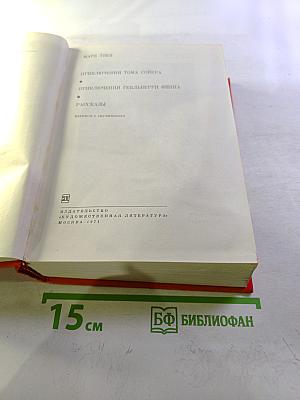 МАРК ТВЕН
ПРИКЛЮЧЕНИЯ ТОМА СОЙЕРА
ПРИКЛЮЧЕНИЯ ГЕКЛЬБЕРРИ ФИННА
РАССКАЗЫ
ПЕРЕВОД С АНГЛИЙСКОГО
ИЗДАТЕЛЬСТВО
«ХУДОЖЕСТВЕННАЯ ЛИТЕРАТУРА»
МОСКВА · 1971
15 см
БФ БИБЛИОФАН